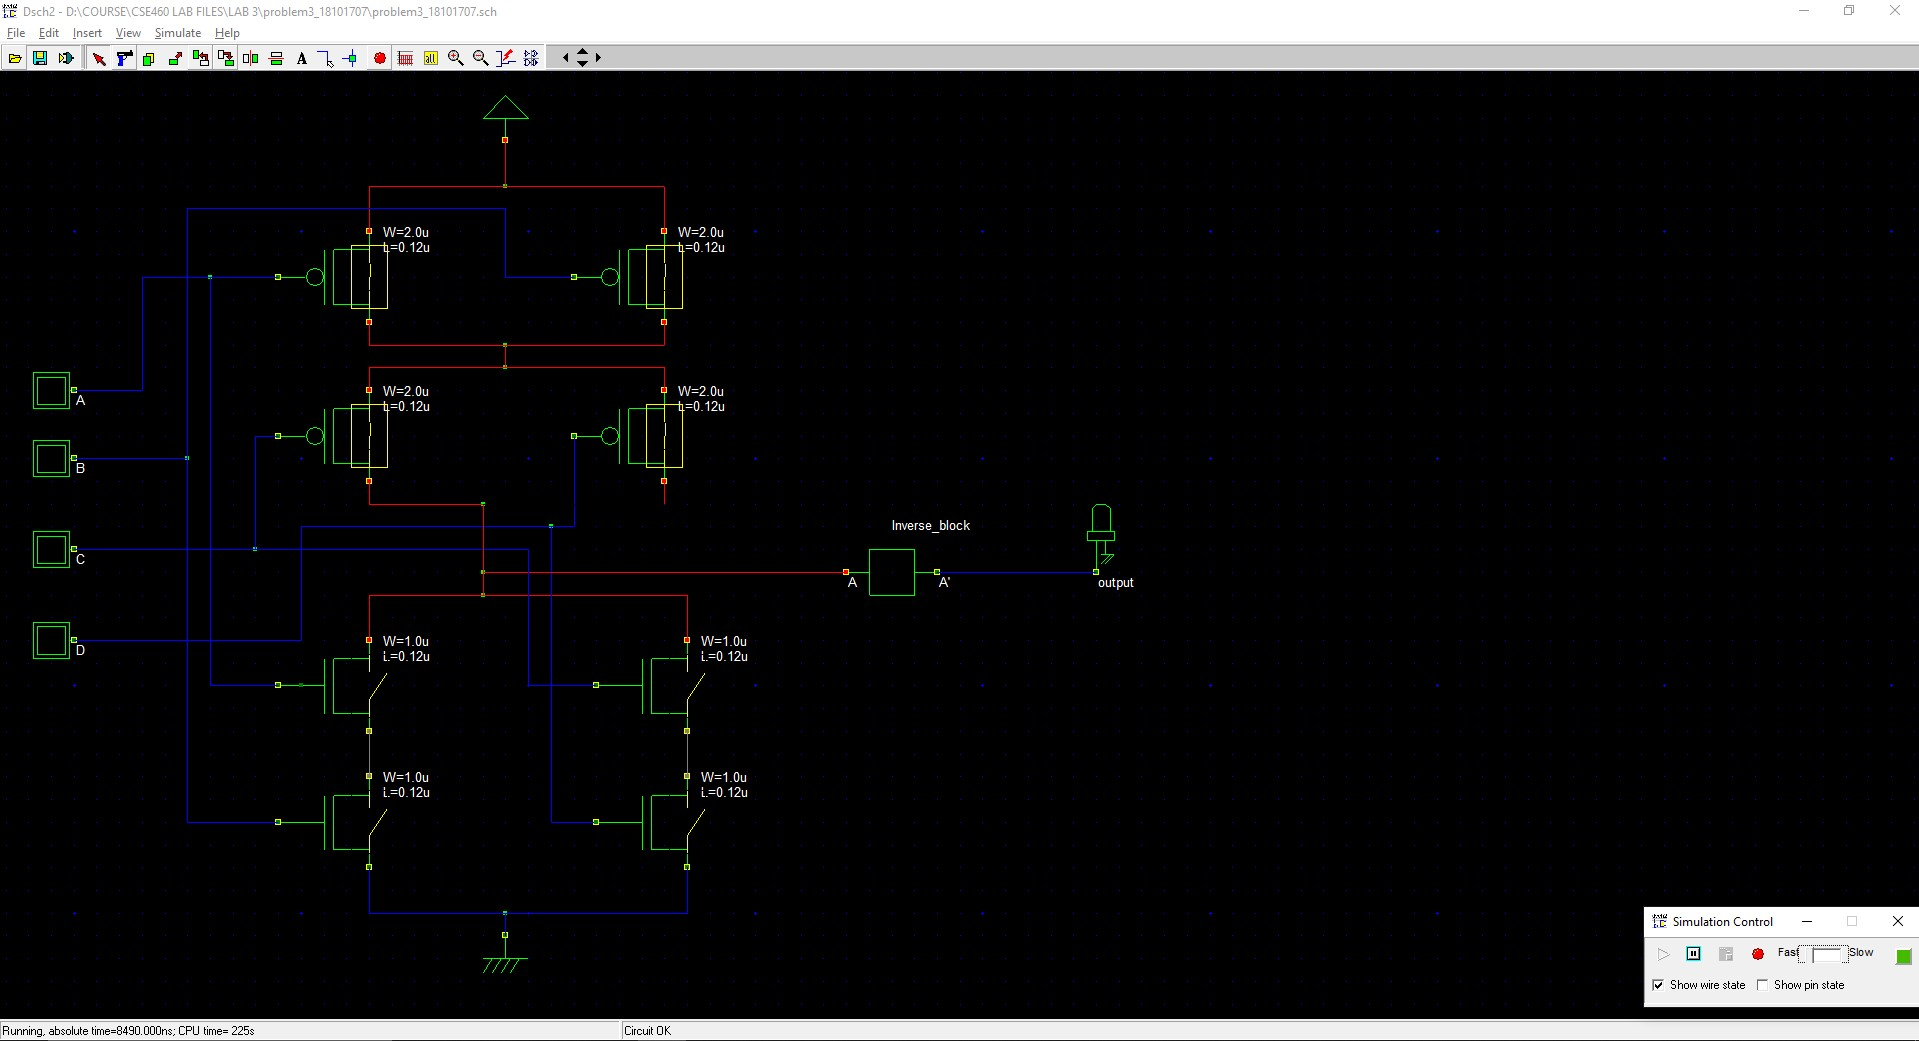 Dsch2 - D:\COURSE\CSE460 LAB FILES\LAB 3\problem3_18101707\problem3_18101707.sch
File Edit Insert View Simulate Help
A all
W=2.0u
L=0.12u
W=2.0u
L=0.12u
A
W=2.0u
L=0.12u
W=2.0u
L=0.12u
B
C
Inverse_block
A A'
output
D
W=1.0u
L=0.12u
W=1.0u
L=0.12u
W=1.0u
L=0.12u
W=1.0u
L=0.12u
Simulation Control
Fast Slow
Show wire state Show pin state
Running, absolute time=8490.000ns; CPU time= 225s
Circuit OK